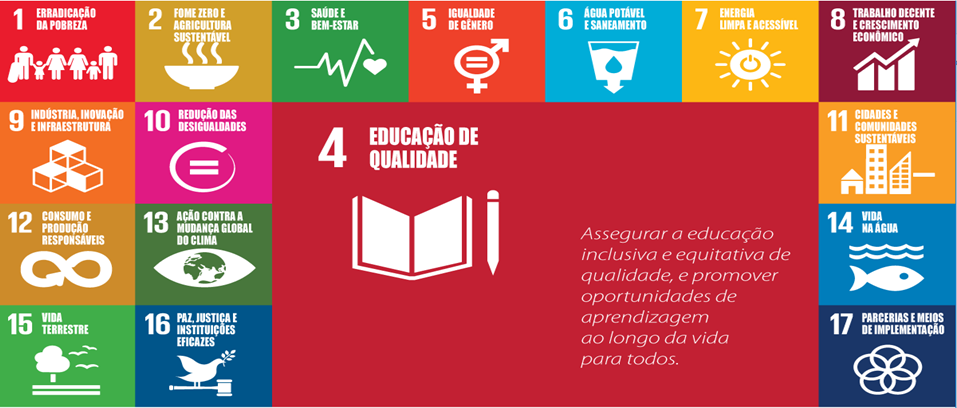 1 ERRADICAÇÃO
DA POBREZA
2 FOME ZERO E
AGRICULTURA
SUSTENTÁVEL
3 SAÚDE E
BEM-ESTAR
5 IGUALDADE
DE GÊNERO
6 ÁGUA POTÁVEL
E SANEAMENTO
7 ENERGIA
LIMPA E ACESSÍVEL
8 TRABALHO DECENTE
E CRESCIMENTO
ECONÔMICO
9 INDÚSTRIA, INOVAÇÃO
E INFRAESTRUTURA
10 REDUÇÃO DAS
DESIGUALDADES
4 EDUCAÇÃO DE
QUALIDADE
Assegurar a educação
inclusiva e equitativa de
qualidade, e promover
oportunidades de
aprendizagem
ao longo da vida
para todos.
11 CIDADES E
COMUNIDADES
SUSTENTÁVEIS
12 CONSUMO E
PRODUÇÃO
RESPONSÁVEIS
13 AÇÃO CONTRA A
MUDANÇA GLOBAL
DO CLIMA
14 VIDA
NA ÁGUA
15 VIDA
TERRESTRE
16 PAZ, JUSTIÇA E
INSTITUIÇÕES
EFICAZES
17 PARCERIAS E MEIOS
DE IMPLEMENTAÇÃO